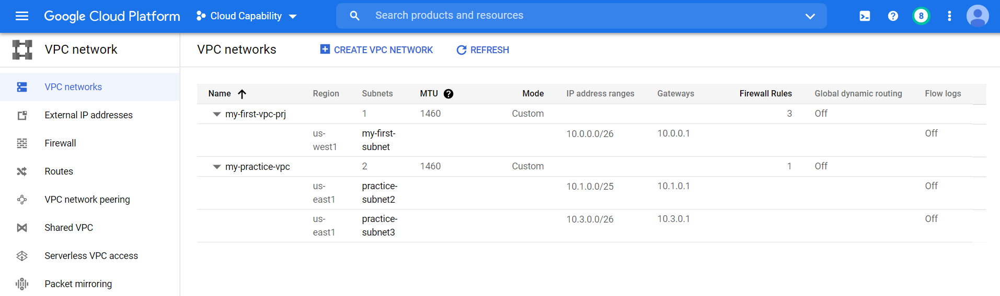 Google Cloud Platform
Cloud Capability
Search products and resources
8
VPC network
VPC networks
CREATE VPC NETWORK
REFRESH
VPC networks
External IP addresses
Firewall
Routes
VPC network peering
Shared VPC
Serverless VPC access
Packet mirroring
Name Region Subnets MTU ? Mode IP address ranges Gateways Firewall Rules Global dynamic routing Flow logs
my-first-vpc-prj 1 1460 Custom 3 Off
us- my-first- 10.0.0.0/26 10.0.0.1 Off
west1 subnet
my-practice-vpc 2 1460 Custom 1 Off
us- practice- 10.1.0.0/25 10.1.0.1 Off
east1 subnet2
us- practice- 10.3.0.0/26 10.3.0.1 Off
east1 subnet3